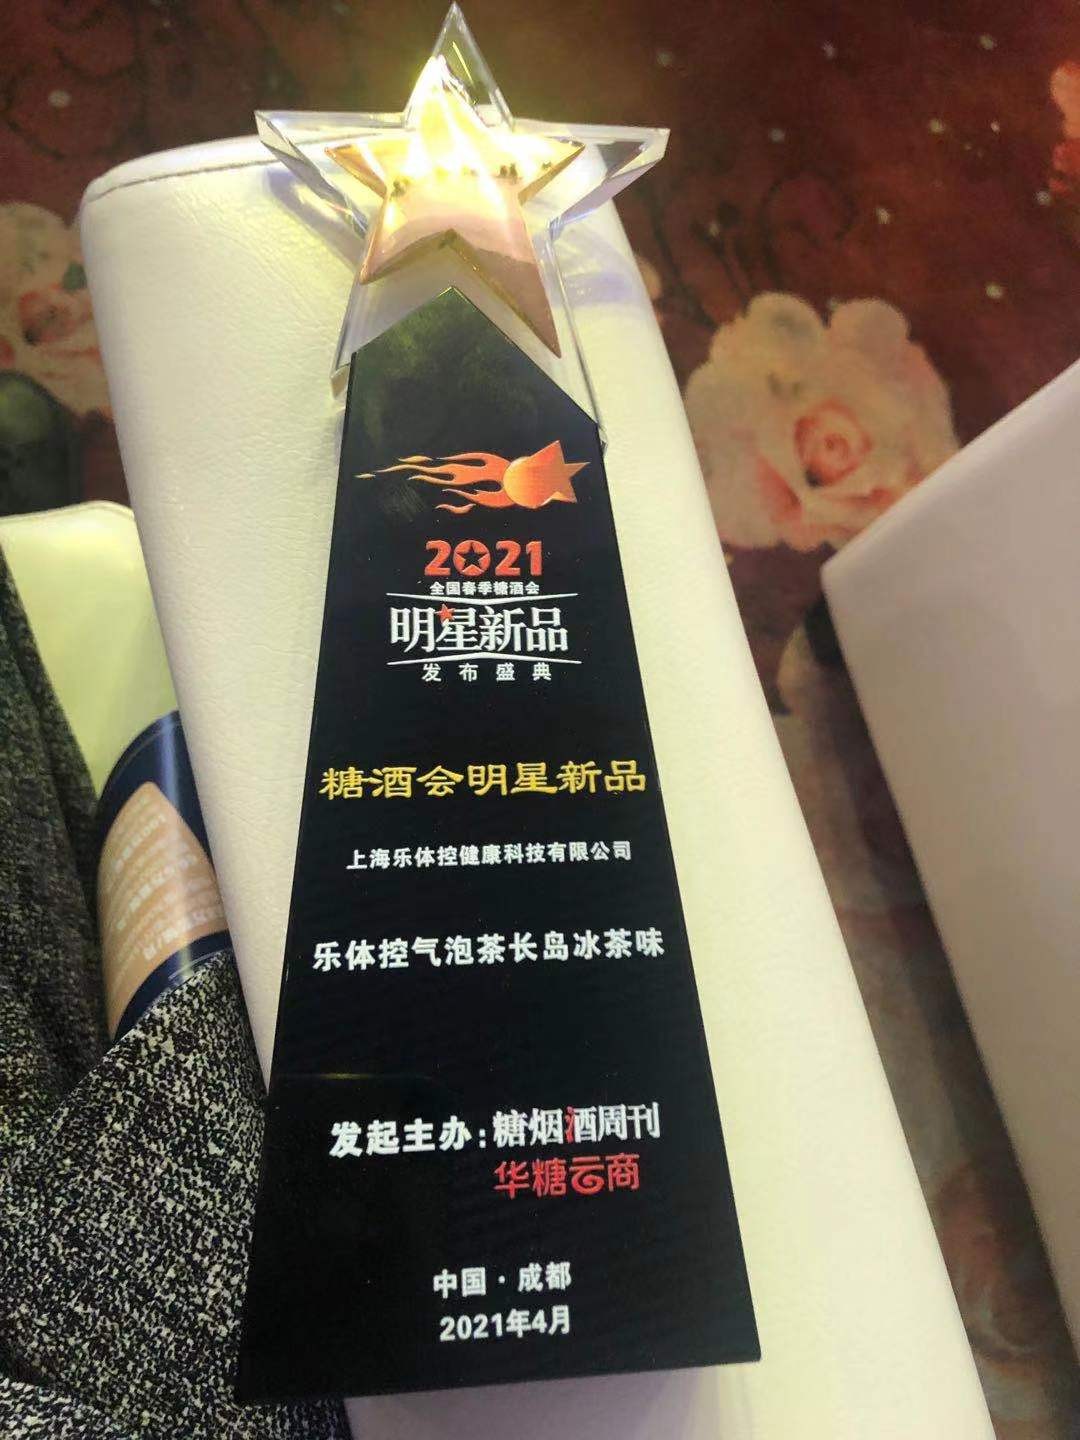 2021
全国春季糖酒会
明星新品
发布盛典
糖酒会明星新品
上海乐体控健康科技有限公司
乐体控气泡茶长岛冰茶味
发起主办:糖烟酒周刊
华糖云商
中国·成都
2021年4月